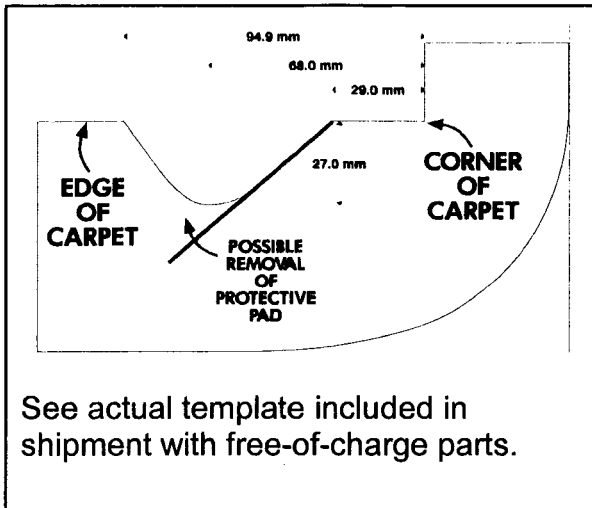 94.9 mm
68.0 mm
29.0 mm
27.0 mm
EDGE
OF
CARPET
CORNER
OF
CARPET
POSSIBLE
REMOVAL
OF
PROTECTIVE
PAD
See actual template included in
shipment with free-of-charge parts.